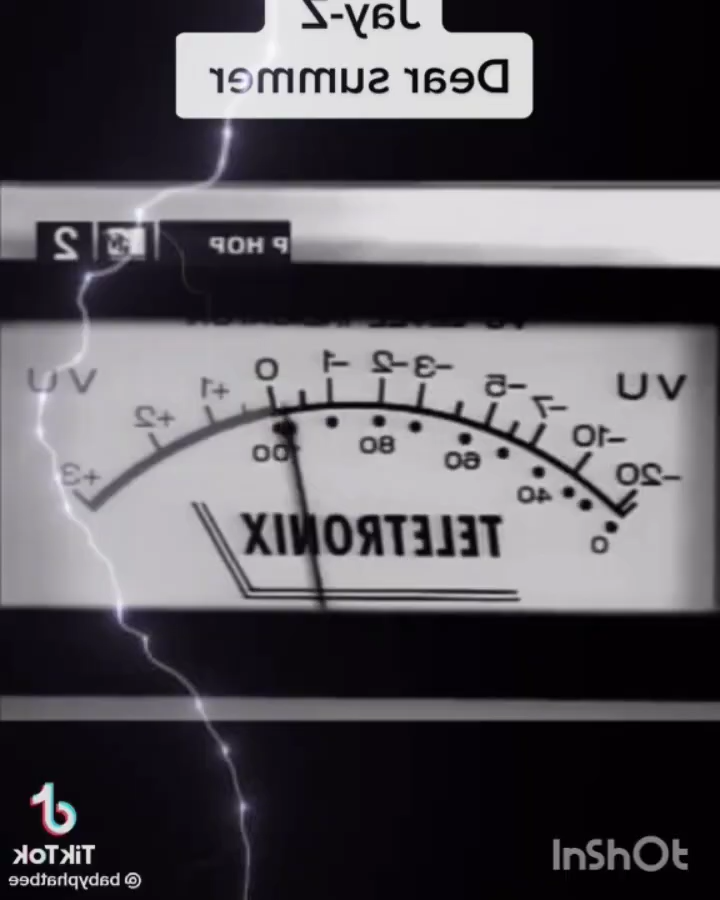 Jay-Z
Dear summer
P HOP
2
VU
VU
-20
-10
-7
-5
-3
-2
-1
0
+1
+2
+3
0
40
60
80
100
TELETRONIX
TikTok
@babyphatbee
InShOt